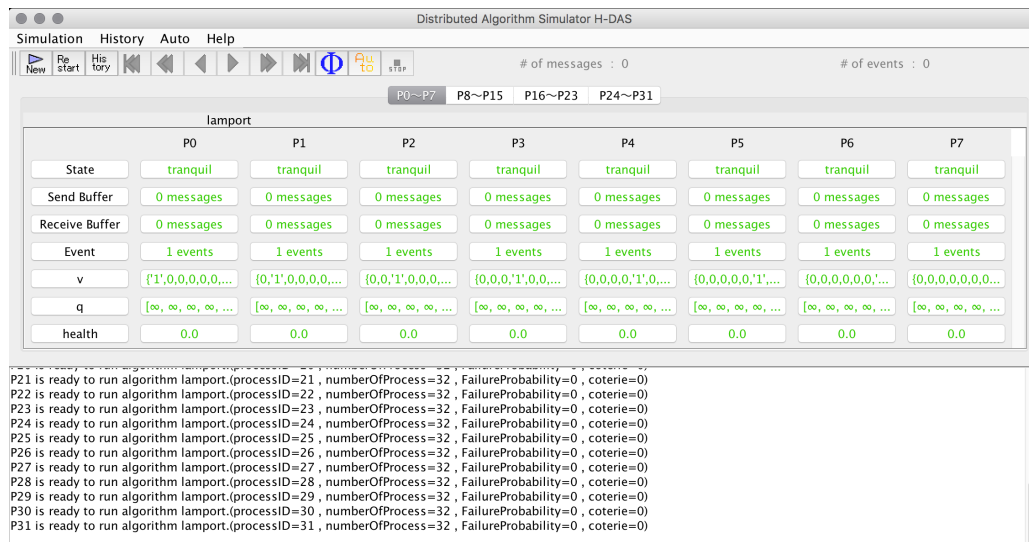 Distributed Algorithm Simulator H-DAS
Simulation History Auto Help
New Re start His tory Φ Au to STOP # of messages : 0 # of events : 0
P0～P7 P8～P15 P16～P23 P24～P31
lamport
P0 P1 P2 P3 P4 P5 P6 P7
State tranquil tranquil tranquil tranquil tranquil tranquil tranquil tranquil
Send Buffer 0 messages 0 messages 0 messages 0 messages 0 messages 0 messages 0 messages 0 messages
Receive Buffer 0 messages 0 messages 0 messages 0 messages 0 messages 0 messages 0 messages 0 messages
Event 1 events 1 events 1 events 1 events 1 events 1 events 1 events 1 events
v {'1',0,0,0,0,0,... {0,'1',0,0,0,0,... {0,0,'1',0,0,0,... {0,0,0,'1',0,0,... {0,0,0,0,'1',0,... {0,0,0,0,0,'1',... {0,0,0,0,0,0,'... {0,0,0,0,0,0,0...
q [∞, ∞, ∞, ∞, ... [∞, ∞, ∞, ∞, ... [∞, ∞, ∞, ∞, ... [∞, ∞, ∞, ∞, ... [∞, ∞, ∞, ∞, ... [∞, ∞, ∞, ∞, ... [∞, ∞, ∞, ∞, ... [∞, ∞, ∞, ∞, ...
health 0.0 0.0 0.0 0.0 0.0 0.0 0.0 0.0
P21 is ready to run algorithm lamport.(processID=21 , numberOfProcess=32 , FailureProbability=0 , coterie=0)
P22 is ready to run algorithm lamport.(processID=22 , numberOfProcess=32 , FailureProbability=0 , coterie=0)
P23 is ready to run algorithm lamport.(processID=23 , numberOfProcess=32 , FailureProbability=0 , coterie=0)
P24 is ready to run algorithm lamport.(processID=24 , numberOfProcess=32 , FailureProbability=0 , coterie=0)
P25 is ready to run algorithm lamport.(processID=25 , numberOfProcess=32 , FailureProbability=0 , coterie=0)
P26 is ready to run algorithm lamport.(processID=26 , numberOfProcess=32 , FailureProbability=0 , coterie=0)
P27 is ready to run algorithm lamport.(processID=27 , numberOfProcess=32 , FailureProbability=0 , coterie=0)
P28 is ready to run algorithm lamport.(processID=28 , numberOfProcess=32 , FailureProbability=0 , coterie=0)
P29 is ready to run algorithm lamport.(processID=29 , numberOfProcess=32 , FailureProbability=0 , coterie=0)
P30 is ready to run algorithm lamport.(processID=30 , numberOfProcess=32 , FailureProbability=0 , coterie=0)
P31 is ready to run algorithm lamport.(processID=31 , numberOfProcess=32 , FailureProbability=0 , coterie=0)